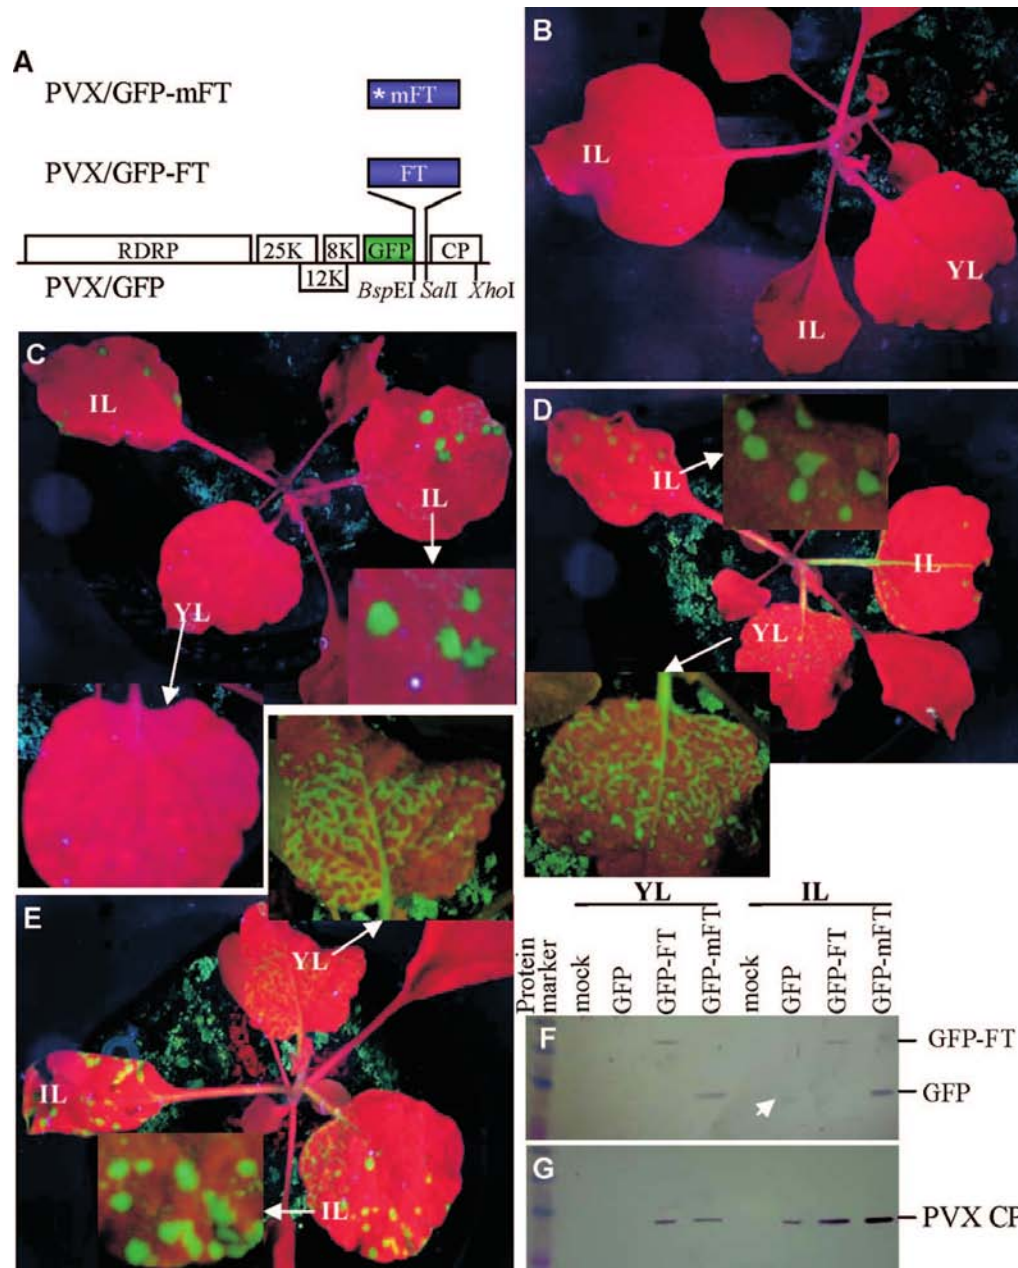 A
PVX/GFP-mFT
* mFT
PVX/GFP-FT
FT
RDRP
25K
8K
GFP
CP
12K
PVX/GFP
BspEI
SalI
XhoI
B
IL
IL
YL
C
IL
IL
YL
D
IL
IL
YL
E
YL
IL
IL
YL
IL
Protein marker
mock
GFP
GFP-FT
GFP-mFT
mock
GFP
GFP-FT
GFP-mFT
F
GFP-FT
GFP
G
PVX CP